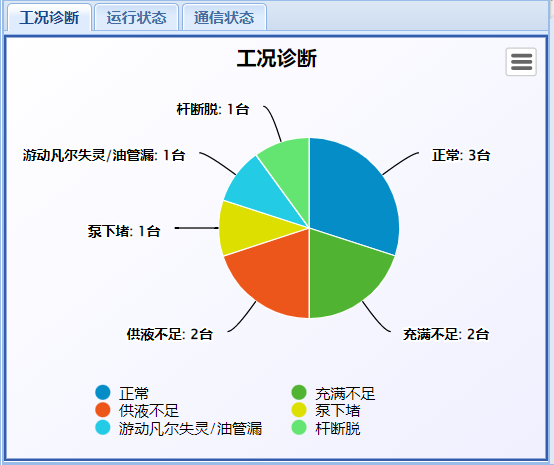 工况诊断 运行状态 通信状态
工况诊断
杆断脱: 1台
游动凡尔失灵/油管漏: 1台
正常: 3台
泵下堵: 1台
供液不足: 2台
充满不足: 2台
正常 充满不足
供液不足 泵下堵
游动凡尔失灵/油管漏 杆断脱